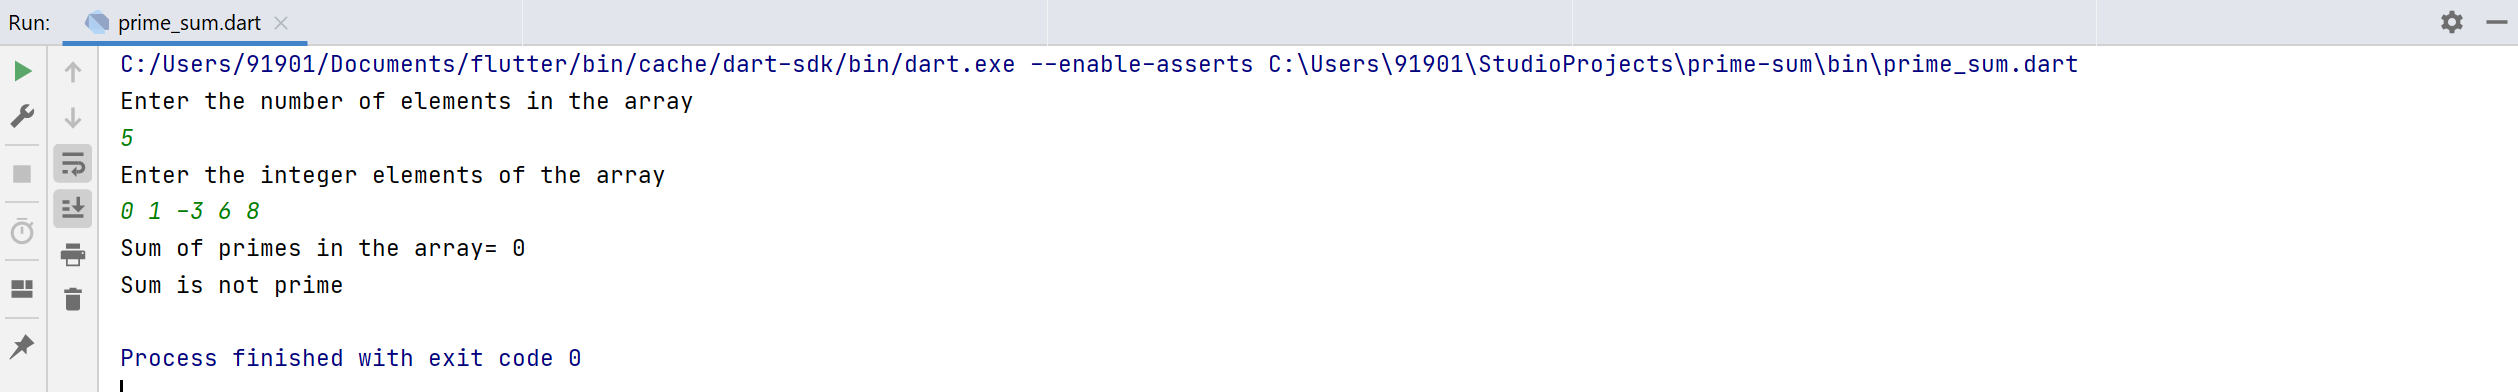 Run: prime_sum.dart
C:/Users/91901/Documents/flutter/bin/cache/dart-sdk/bin/dart.exe --enable-asserts C:\Users\91901\StudioProjects\prime-sum\bin\prime_sum.dart
Enter the number of elements in the array
5
Enter the integer elements of the array
0 1 -3 6 8
Sum of primes in the array= 0
Sum is not prime
Process finished with exit code 0